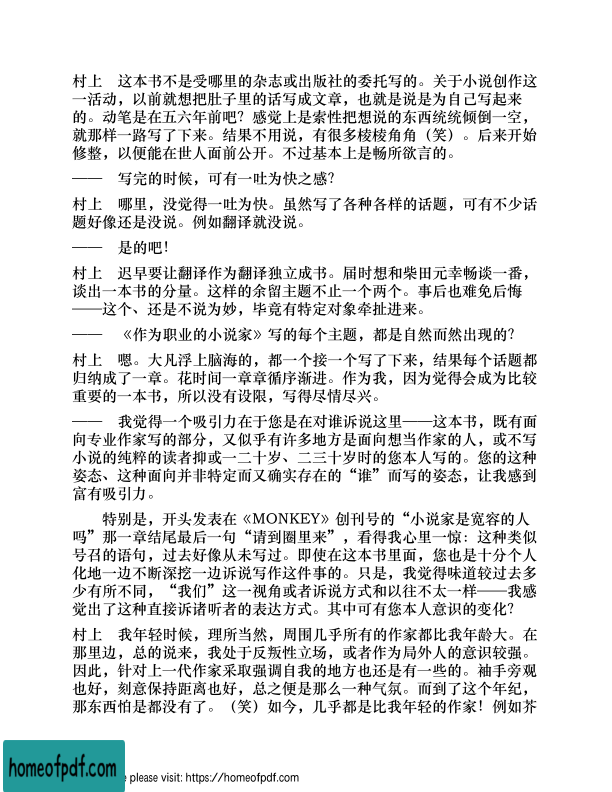 村上　这本书不是受哪里的杂志或出版社的委托写的。关于小说创作这
一活动，以前就想把肚子里的话写成文章，也就是说是为自己写起来
的。动笔是在五六年前吧？感觉上是索性把想说的东西统统倾倒一空，
就那样一路写了下来。结果不用说，有很多棱棱角角（笑）。后来开始
修整，以便能在世人面前公开。不过基本上是畅所欲言的。
——　写完的时候，可有一吐为快之感？
村上　哪里，没觉得一吐为快。虽然写了各种各样的话题，可有不少话
题好像还是没说。例如翻译就没说。
——　是的吧！
村上　迟早要让翻译作为翻译独立成书。届时想和柴田元幸畅谈一番，
谈出一本书的分量。这样的余留主题不止一个两个。事后也难免后悔
——这个、还是不说为妙，毕竟有特定对象牵扯进来。
——　《作为职业的小说家》写的每个主题，都是自然而然出现的？
村上　嗯。大凡浮上脑海的，都一个接一个写了下来，结果每个话题都
归纳成了一章。花时间一章章循序渐进。作为我，因为觉得会成为比较
重要的一本书，所以没有设限，写得尽情尽兴。
——　我觉得一个吸引力在于您是在对谁诉说这里——这本书，既有面
向专业作家写的部分，又似乎有许多地方是面向想当作家的人，或不写
小说的纯粹的读者抑或一二十岁、二三十岁时的您本人写的。您的这种
姿态、这种面向并非特定而又确实存在的“谁”而写的姿态，让我感到
富有吸引力。
特别是，开头发表在《MONKEY》创刊号的“小说家是宽容的人
吗”那一章结尾最后一句“请到圈里来”，看得我心里一惊：这种类似
号召的语句，过去好像从未写过。即使在这本书里面，您也是十分个人
化地一边不断深挖一边诉说写作这件事的。只是，我觉得味道较过去多
少有所不同，“我们”这一视角或者诉说方式和以往不太一样——我感
觉出了这种直接诉诸听者的表达方式。其中可有您本人意识的变化？
村上　我年轻时候，理所当然，周围几乎所有的作家都比我年龄大。在
那里边，总的说来，我处于反叛性立场，或者作为局外人的意识较强。
因此，针对上一代作家采取强调自我的地方也还是有一些的。袖手旁观
也好，刻意保持距离也好，总之便是那么一种气氛。而到了这个年纪，
那东西怕是都没有了。（笑）如今，几乎都是比我年轻的作家！例如芥
homeofpdf.com
e please visit: https://homeofpdf.com